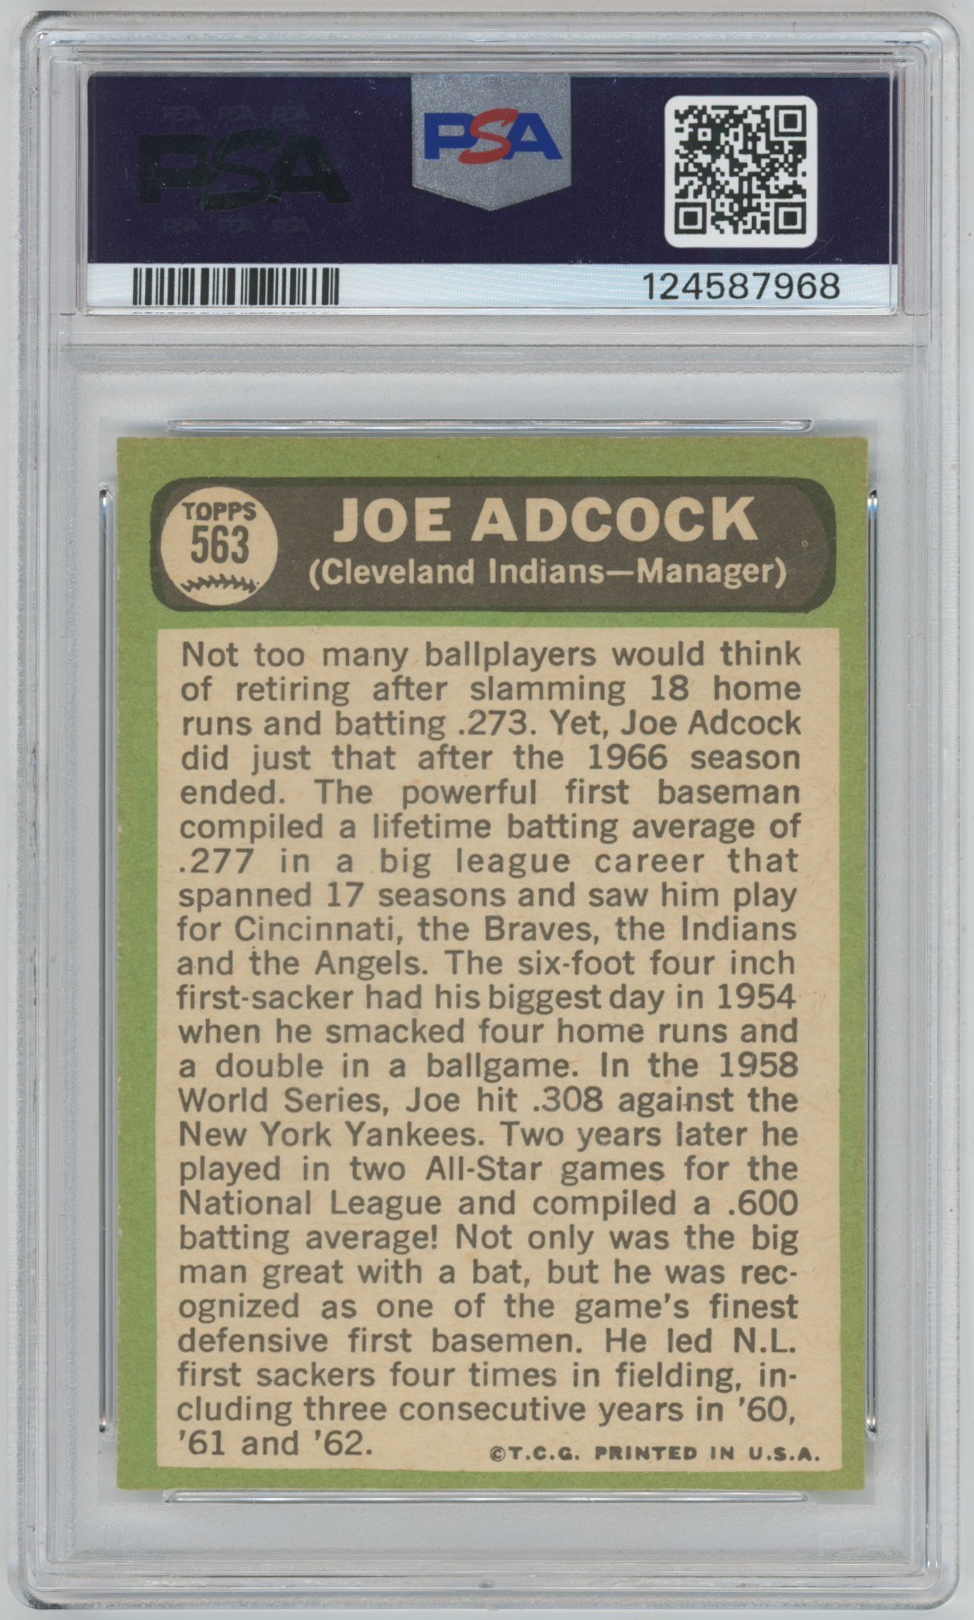 PSA PSA PSA
PSA
PSA PSA PSA
PSA
124587968
TOPPS
563
JOE ADCOCK
(Cleveland Indians—Manager)
Not too many ballplayers would think
of retiring after slamming 18 home
runs and batting .273. Yet, Joe Adcock
did just that after the 1966 season
ended. The powerful first baseman
compiled a lifetime batting average of
.277 in a big league career that
spanned 17 seasons and saw him play
for Cincinnati, the Braves, the Indians
and the Angels. The six-foot four inch
first-sacker had his biggest day in 1954
when he smacked four home runs and
a double in a ballgame. In the 1958
World Series, Joe hit .308 against the
New York Yankees. Two years later he
played in two All-Star games for the
National League and compiled a .600
batting average! Not only was the big
man great with a bat, but he was rec-
ognized as one of the game's finest
defensive first basemen. He led N.L.
first sackers four times in fielding, in-
cluding three consecutive years in '60,
'61 and '62.
©T.C.G. PRINTED IN U.S.A.